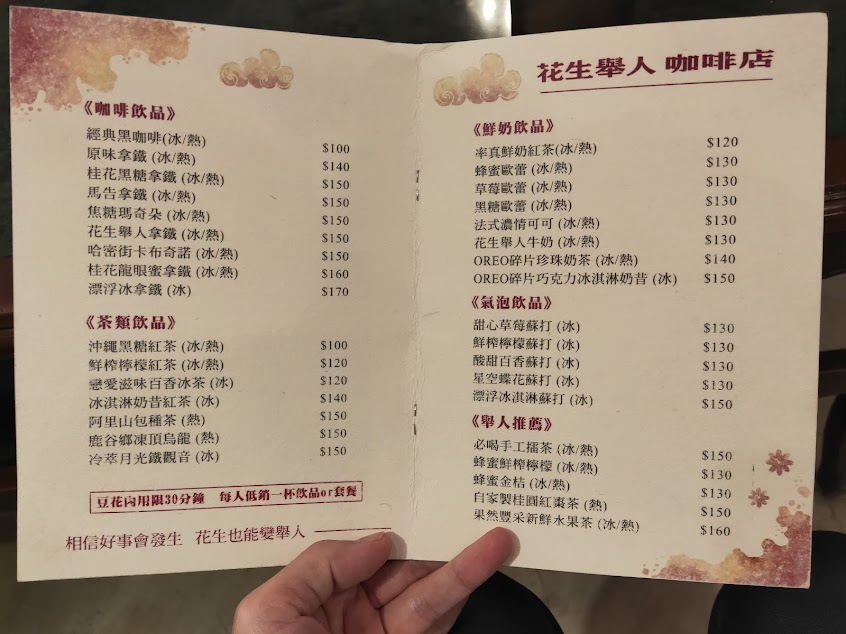 《咖啡飲品》
經典黑咖啡(冰/熱) $100
原味拿鐵 (冰/熱) $140
桂花黑糖拿鐵 (冰/熱) $150
馬告拿鐵 (冰/熱) $150
焦糖瑪奇朵 (冰/熱) $150
花生舉人拿鐵 (冰/熱) $150
哈密街卡布奇諾 (冰/熱) $150
桂花龍眼蜜拿鐵 (冰/熱) $160
漂浮冰拿鐵 (冰) $170
《茶類飲品》
沖繩黑糖紅茶 (冰/熱) $100
鮮榨檸檬紅茶 (冰/熱) $120
戀愛滋味百香冰茶 (冰) $120
冰淇淋奶昔紅茶 (冰) $140
阿里山包種茶 (熱) $150
鹿谷鄉凍頂烏龍 (熱) $150
冷萃月光鐵觀音 (冰) $150
豆花內用限30分鐘 每人低銷一杯飲品or套餐
相信好事會發生 花生也能變舉人
花生舉人 咖啡店
《鮮奶飲品》
率真鮮奶紅茶(冰/熱) $120
蜂蜜歐蕾 (冰/熱) $130
草莓歐蕾 (冰/熱) $130
黑糖歐蕾 (冰/熱) $130
法式濃情可可 (冰/熱) $130
花生舉人牛奶 (冰/熱) $130
OREO碎片珍珠奶茶 (冰/熱) $140
OREO碎片巧克力冰淇淋奶昔 (冰) $150
《氣泡飲品》
甜心草莓蘇打 (冰) $130
鮮榨檸檬蘇打 (冰) $130
酸甜百香蘇打 (冰) $130
星空蝶花蘇打 (冰) $130
漂浮冰淇淋蘇打 (冰) $150
《舉人推薦》
必喝手工擂茶 (冰/熱) $150
蜂蜜鮮榨檸檬 (冰/熱) $130
蜂蜜金桔 (冰/熱) $130
自家製桂圓紅棗茶 (熱) $150
果然豐采新鮮水果茶 (冰/熱) $160